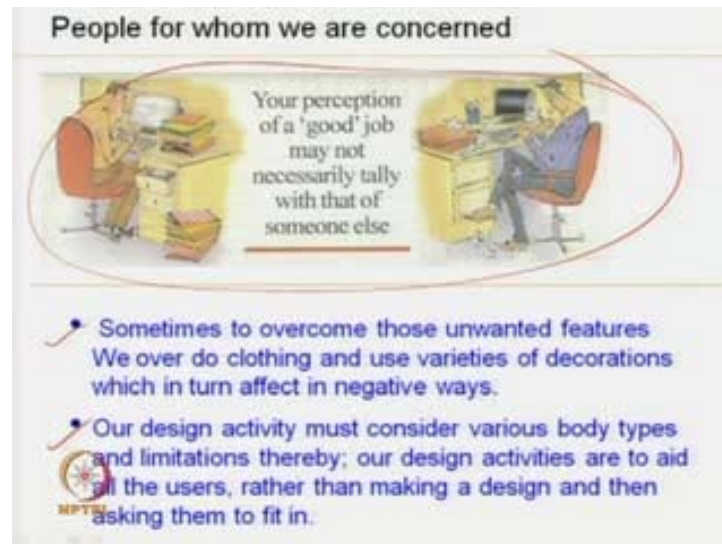 People for whom we are concerned
Your perception
of a 'good' job
may not
necessarily tally
with that of
someone else
Sometimes to overcome those unwanted features
We over do clothing and use varieties of decorations
which in turn affect in negative ways.
Our design activity must consider various body types
and limitations thereby; our design activities are to aid
all the users, rather than making a design and then
asking them to fit in.
NPTEL